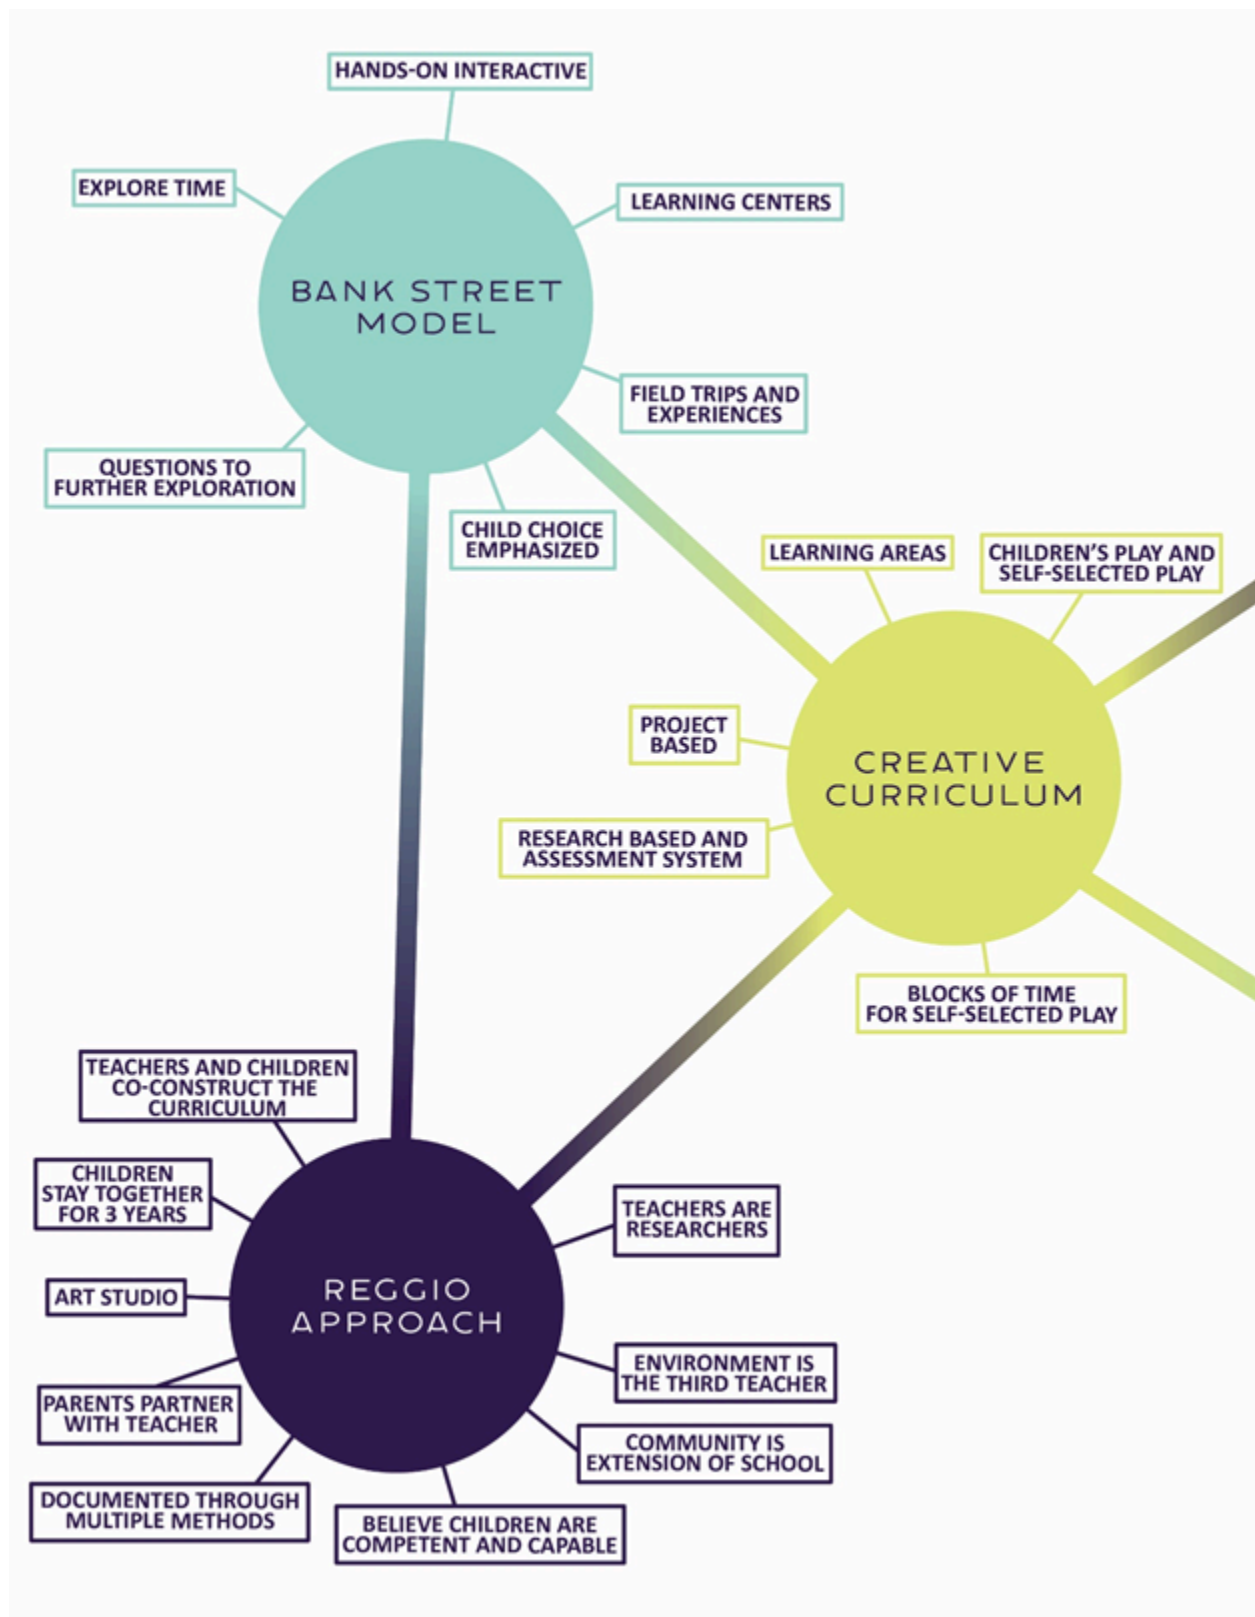 HANDS-ON INTERACTIVE
EXPLORE TIME
LEARNING CENTERS
BANK STREET
MODEL
FIELD TRIPS AND
EXPERIENCES
QUESTIONS TO
FURTHER EXPLORATION
CHILD CHOICE
EMPHASIZED
LEARNING AREAS
CHILDREN'S PLAY AND
SELF-SELECTED PLAY
PROJECT
BASED
CREATIVE
CURRICULUM
RESEARCH BASED AND
ASSESSMENT SYSTEM
BLOCKS OF TIME
FOR SELF-SELECTED PLAY
TEACHERS AND CHILDREN
CO-CONSTRUCT THE
CURRICULUM
CHILDREN
STAY TOGETHER
FOR 3 YEARS
TEACHERS ARE
RESEARCHERS
ART STUDIO
REGGIO
APPROACH
ENVIRONMENT IS
THE THIRD TEACHER
PARENTS PARTNER
WITH TEACHER
COMMUNITY IS
EXTENSION OF SCHOOL
DOCUMENTED THROUGH
MULTIPLE METHODS
BELIEVE CHILDREN ARE
COMPETENT AND CAPABLE